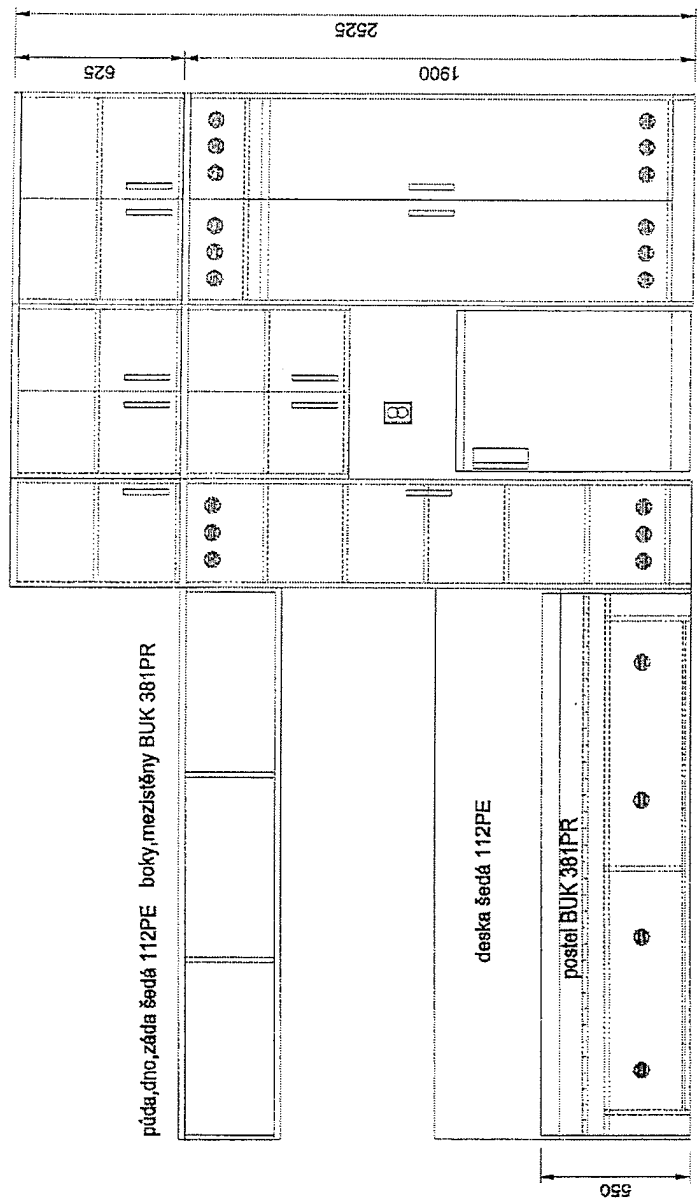 2525
625
1900
půda,dno,záda šedá 112PE boky,mezistěny BUK 381PR
deska šedá 112PE
postel BUK 381PR
550